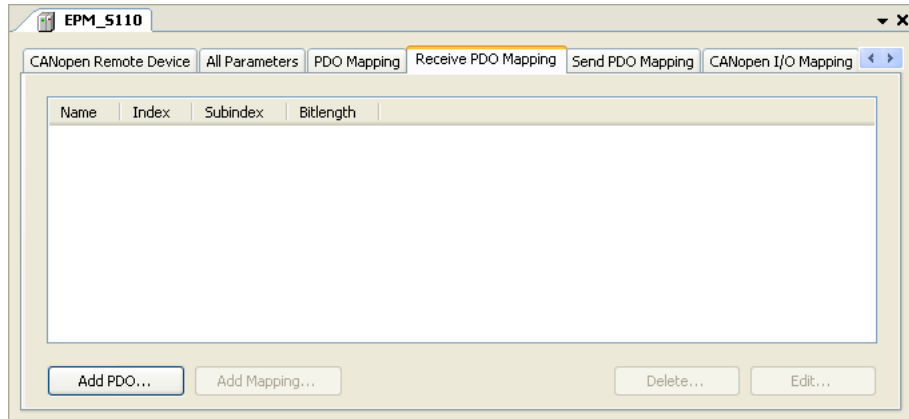 EPM_S110
CANopen Remote Device All Parameters PDO Mapping Receive PDO Mapping Send PDO Mapping CANopen I/O Mapping
Name Index Subindex Bitlength
Add PDO... Add Mapping... Delete... Edit...